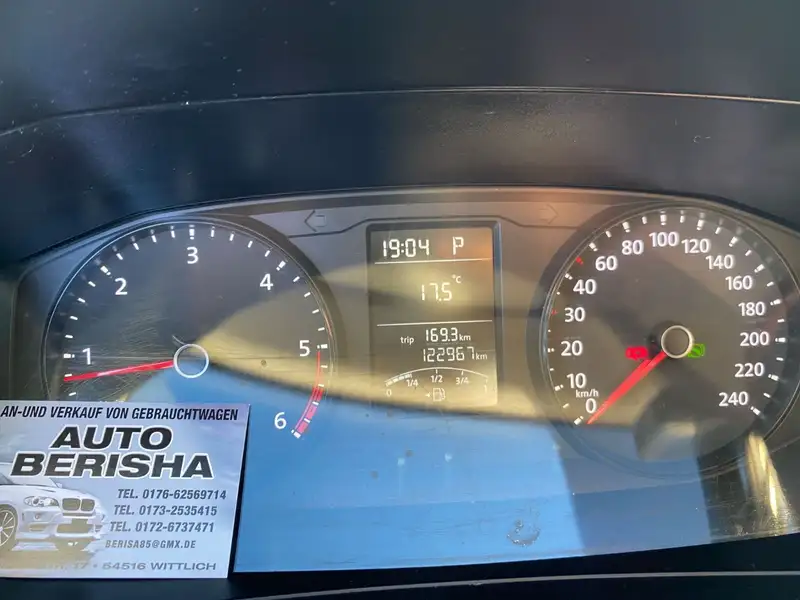 1
2
3
4
5
6
19:04 P
17.5°C
trip 169.3 km
122967 km
0 1/4 1/2 3/4 1
0
10
20
30
40
60
80
100
120
140
160
180
200
220
240
km/h
AN-UND VERKAUF VON GEBRAUCHTWAGEN
AUTO
BERISHA
TEL. 0176-62569714
TEL. 0173-2535415
TEL. 0172-6737471
BERISA85@GMX.DE
• 54516 WITTLICH